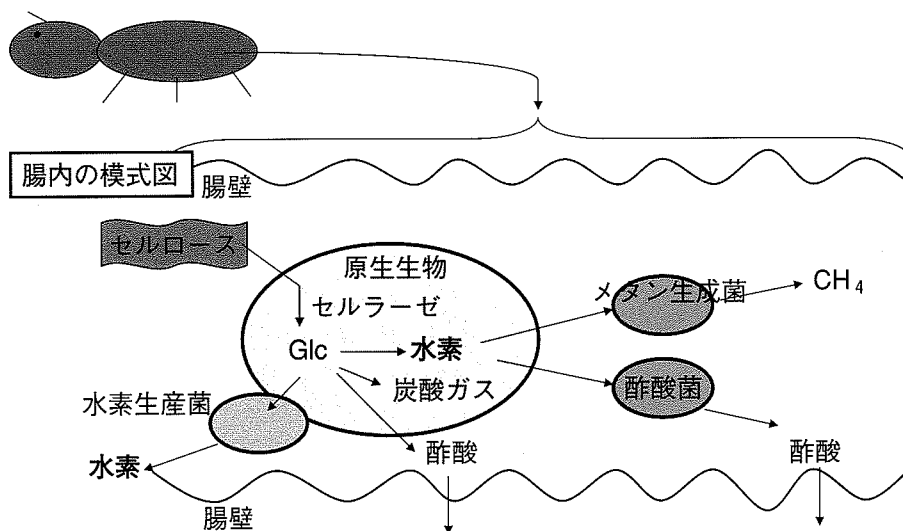 腸内の模式図
腸壁
セルロース
原生生物
セルラーゼ
メタン生成菌
CH4
Glc
水素
炭酸ガス
酢酸菌
水素生産菌
水素
酢酸
酢酸
腸壁